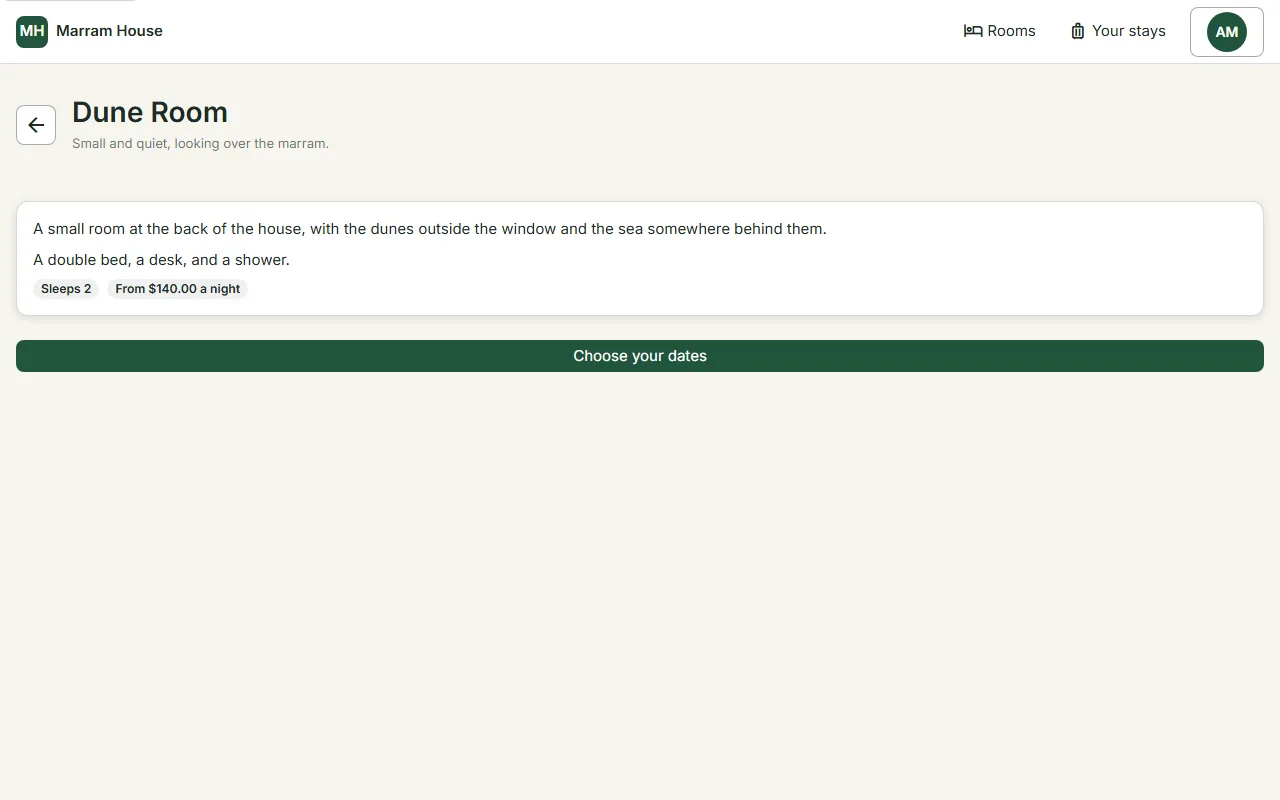 MH Marram House
Rooms
Your stays
AM
Dune Room
Small and quiet, looking over the marram.
A small room at the back of the house, with the dunes outside the window and the sea somewhere behind them.
A double bed, a desk, and a shower.
Sleeps 2
From $140.00 a night
Choose your dates